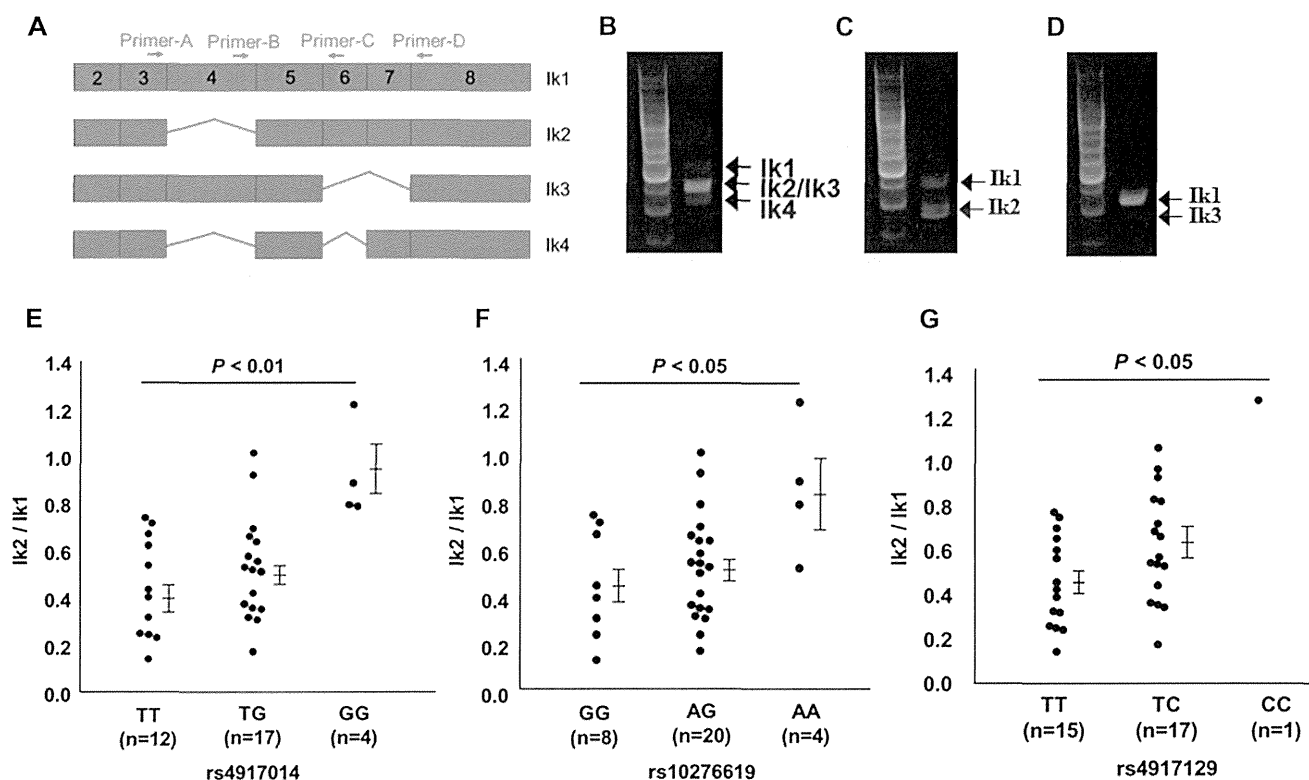 A
Primer-A Primer-B Primer-C Primer-D
2 3 4 5 6 7 8 Ik1
Ik2
Ik3
Ik4
B
Ik1
Ik2/Ik3
Ik4
C
Ik1
Ik2
D
Ik1
Ik3
E
P < 0.01
Ik2 / Ik1
1.4
1.2
1.0
0.8
0.6
0.4
0.2
0.0
TT TG GG
(n=12) (n=17) (n=4)
rs4917014
F
P < 0.05
Ik2 / Ik1
1.4
1.2
1.0
0.8
0.6
0.4
0.2
0.0
GG AG AA
(n=8) (n=20) (n=4)
rs10276619
G
P < 0.05
Ik2 / Ik1
1.4
1.2
1.0
0.8
0.6
0.4
0.2
0.0
TT TC CC
(n=15) (n=17) (n=1)
rs4917129